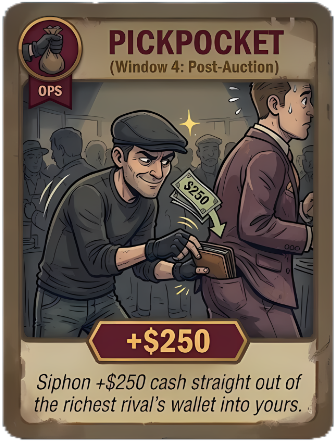 PICKPOCKET
(Window 4: Post-Auction)
OPS
$250
+$250
Siphon +$250 cash straight out of
the richest rival's wallet into yours.